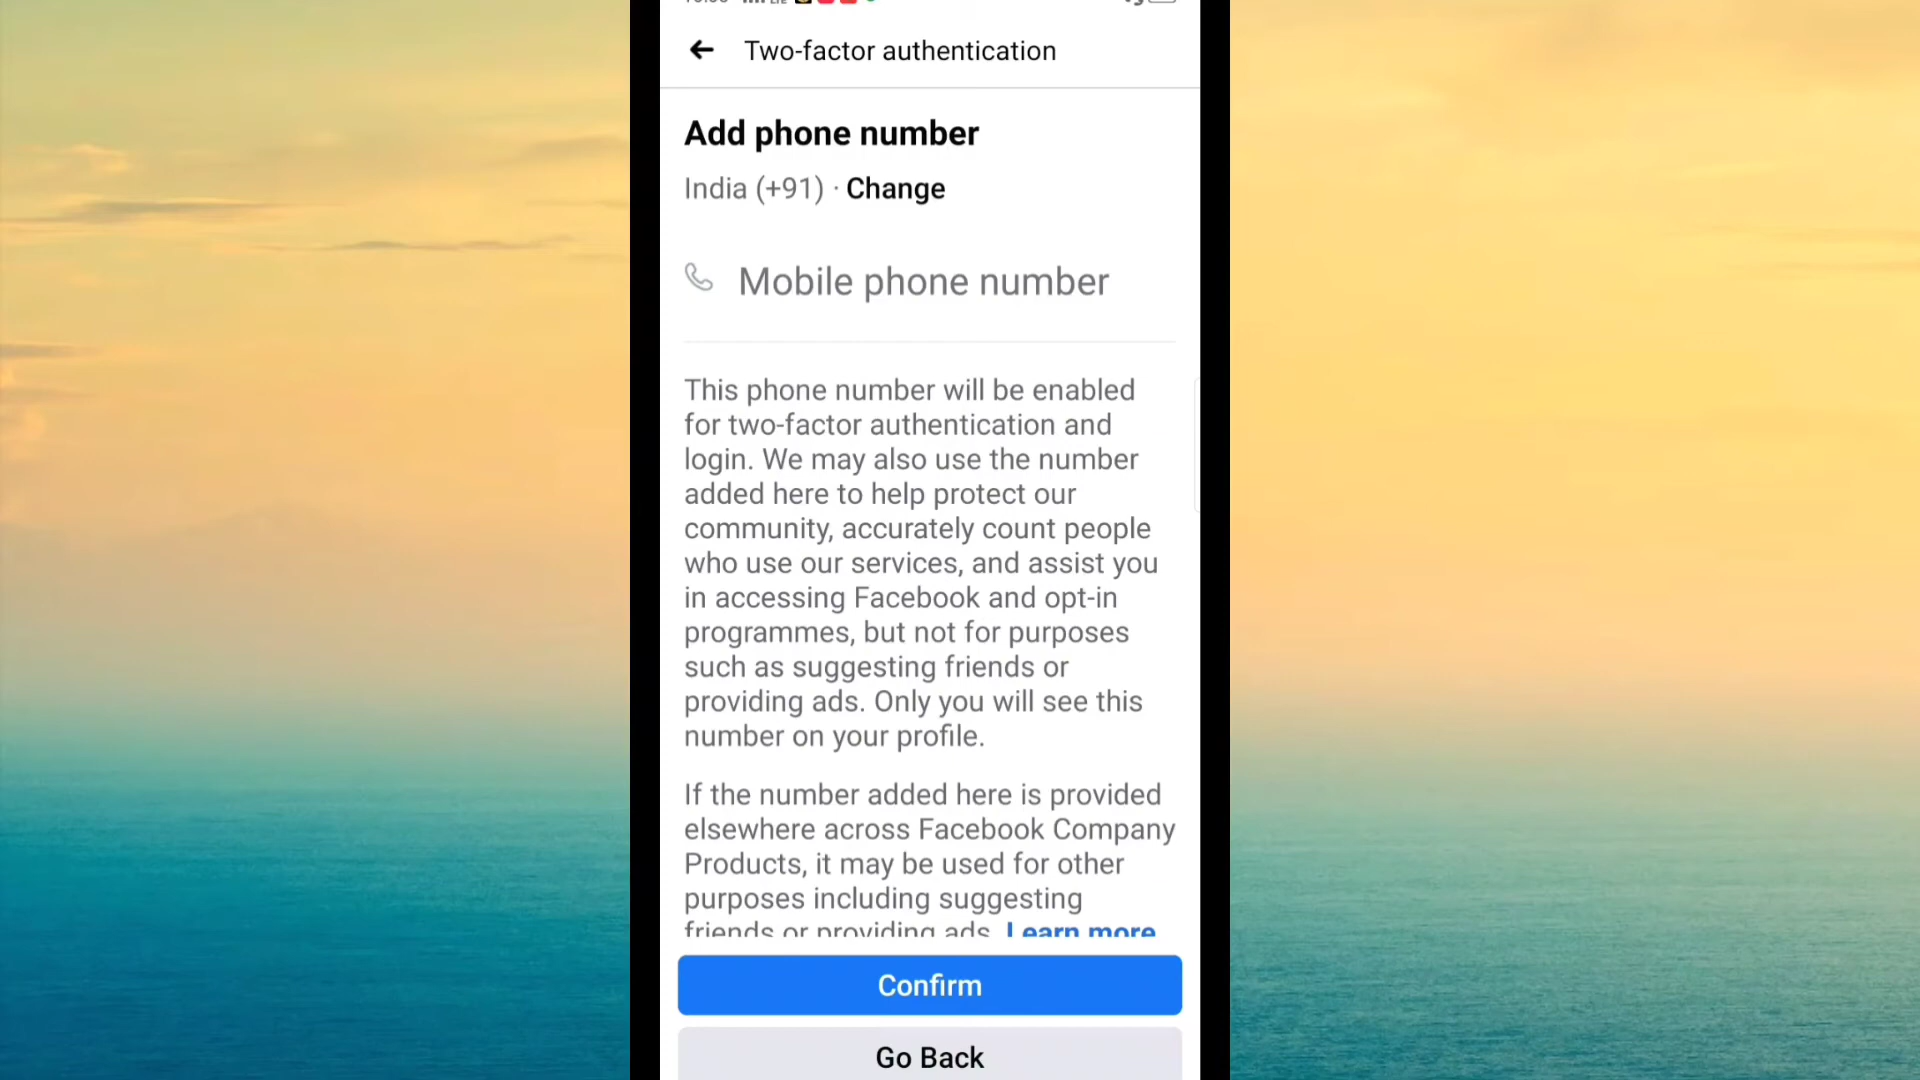 Two-factor authentication
Add phone number
India (+91) · Change
Mobile phone number
This phone number will be enabled
for two-factor authentication and
login. We may also use the number
added here to help protect our
community, accurately count people
who use our services, and assist you
in accessing Facebook and opt-in
programmes, but not for purposes
such as suggesting friends or
providing ads. Only you will see this
number on your profile.
If the number added here is provided
elsewhere across Facebook Company
Products, it may be used for other
purposes including suggesting
friends or providing ads. Learn more
Confirm
Go Back